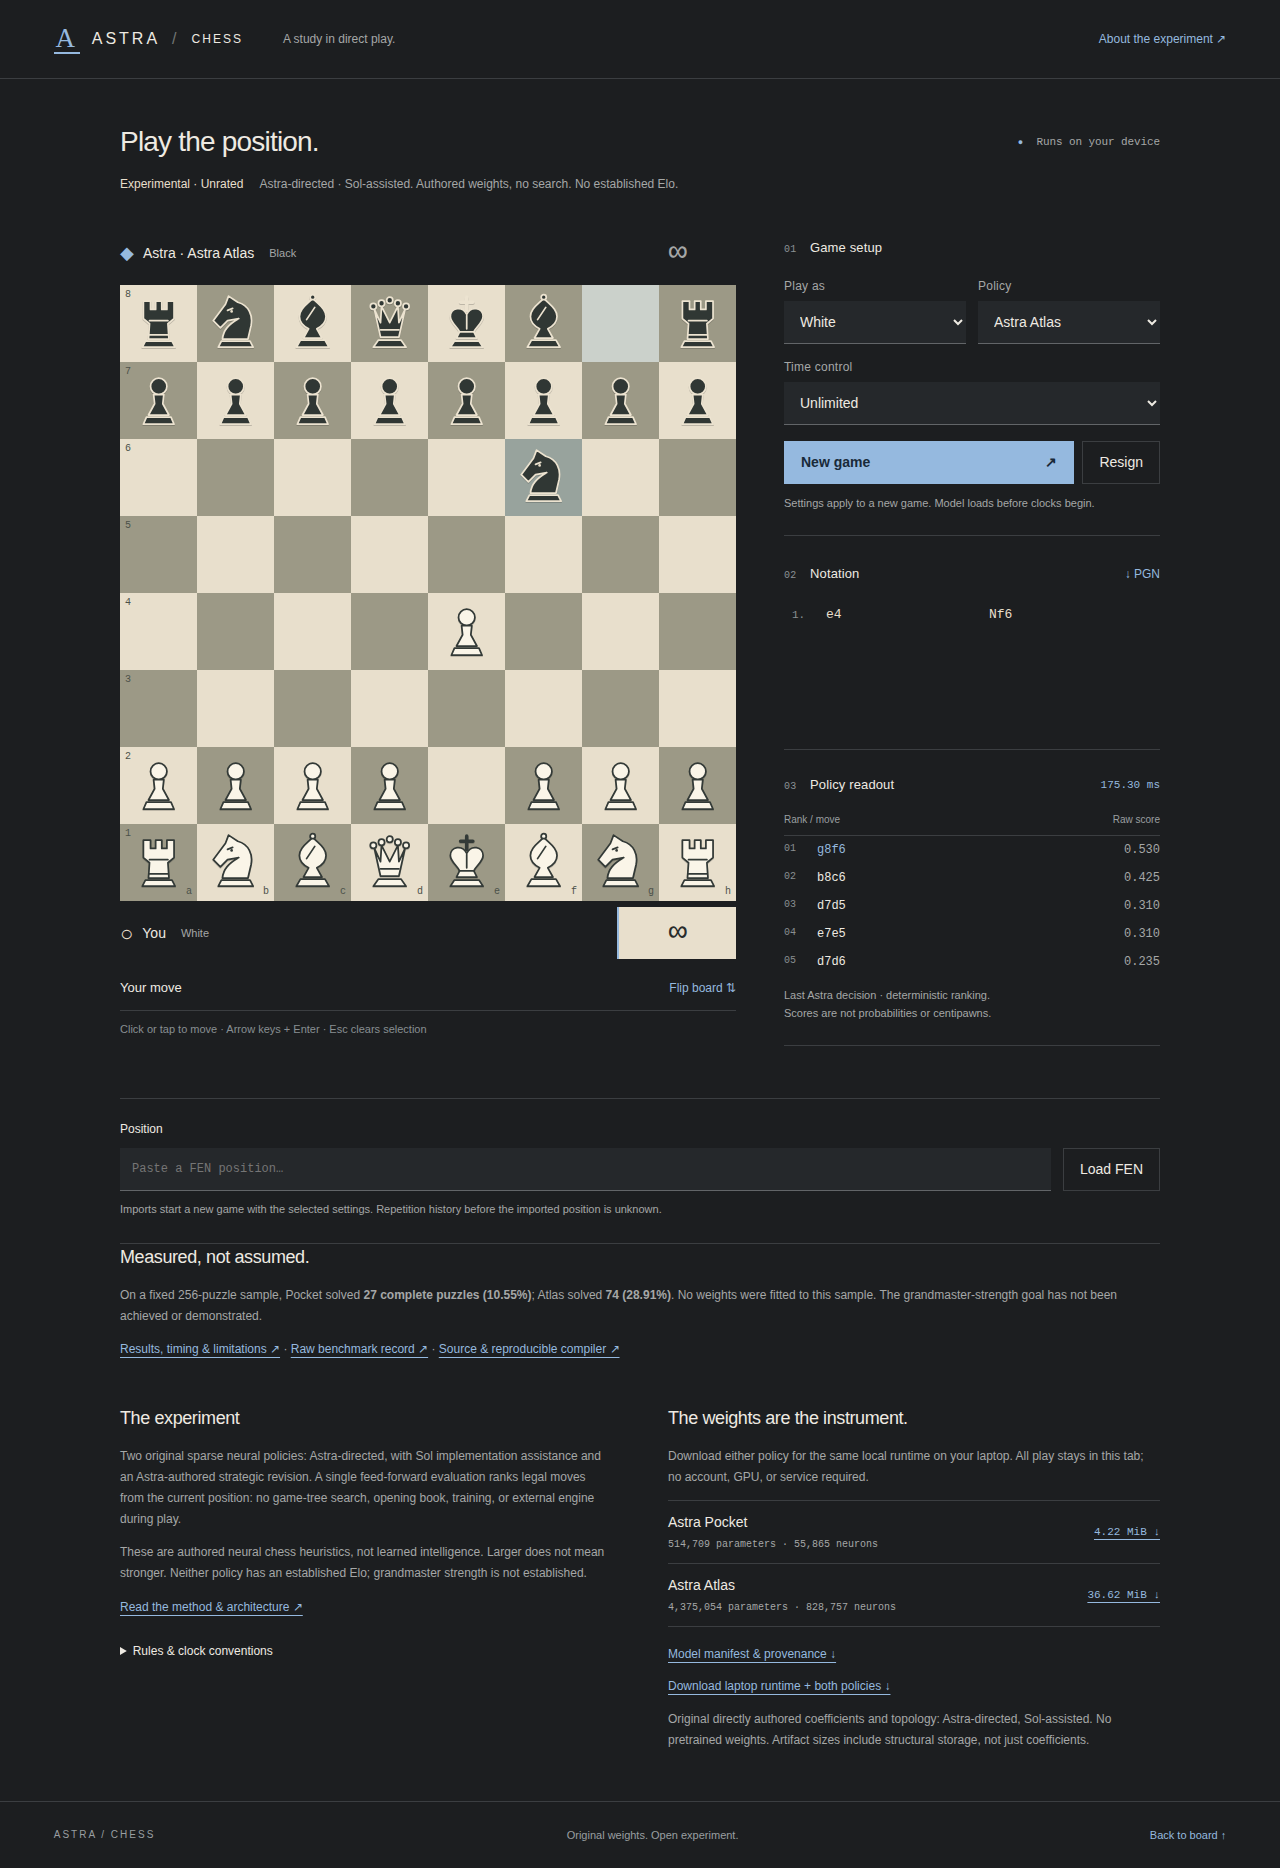 A ASTRA / CHESS A study in direct play. About the experiment ↗
Play the position. • Runs on your device
Experimental · Unrated Astra-directed · Sol-assisted. Authored weights, no search. No established Elo.
◆ Astra · Astra Atlas Black ∞
8
7
6
5
4
3
2
1
a b c d e f g h
○ You White ∞
Your move Flip board ⇅
Click or tap to move · Arrow keys + Enter · Esc clears selection
01 Game setup
Play as Policy
White Astra Atlas
Time control
Unlimited
New game ↗ Resign
Settings apply to a new game. Model loads before clocks begin.
02 Notation ↓ PGN
1. e4 Nf6
03 Policy readout 175.30 ms
Rank / move Raw score
01 g8f6 0.530
02 b8c6 0.425
03 d7d5 0.310
04 e7e5 0.310
05 d7d6 0.235
Last Astra decision · deterministic ranking.
Scores are not probabilities or centipawns.
Position
Paste a FEN position… Load FEN
Imports start a new game with the selected settings. Repetition history before the imported position is unknown.
Measured, not assumed.
On a fixed 256-puzzle sample, Pocket solved 27 complete puzzles (10.55%); Atlas solved 74 (28.91%). No weights were fitted to this sample. The grandmaster-strength goal has not been
achieved or demonstrated.
Results, timing & limitations ↗ · Raw benchmark record ↗ · Source & reproducible compiler ↗
The experiment
Two original sparse neural policies: Astra-directed, with Sol implementation assistance and
an Astra-authored strategic revision. A single feed-forward evaluation ranks legal moves
from the current position: no game-tree search, opening book, training, or external engine
during play.
These are authored neural chess heuristics, not learned intelligence. Larger does not mean
stronger. Neither policy has an established Elo; grandmaster strength is not established.
Read the method & architecture ↗
▶ Rules & clock conventions
The weights are the instrument.
Download either policy for the same local runtime on your laptop. All play stays in this tab;
no account, GPU, or service required.
Astra Pocket 4.22 MiB ↓
514,709 parameters · 55,865 neurons
Astra Atlas 36.62 MiB ↓
4,375,054 parameters · 828,757 neurons
Model manifest & provenance ↓
Download laptop runtime + both policies ↓
Original directly authored coefficients and topology: Astra-directed, Sol-assisted. No
pretrained weights. Artifact sizes include structural storage, not just coefficients.
ASTRA / CHESS Original weights. Open experiment. Back to board ↑